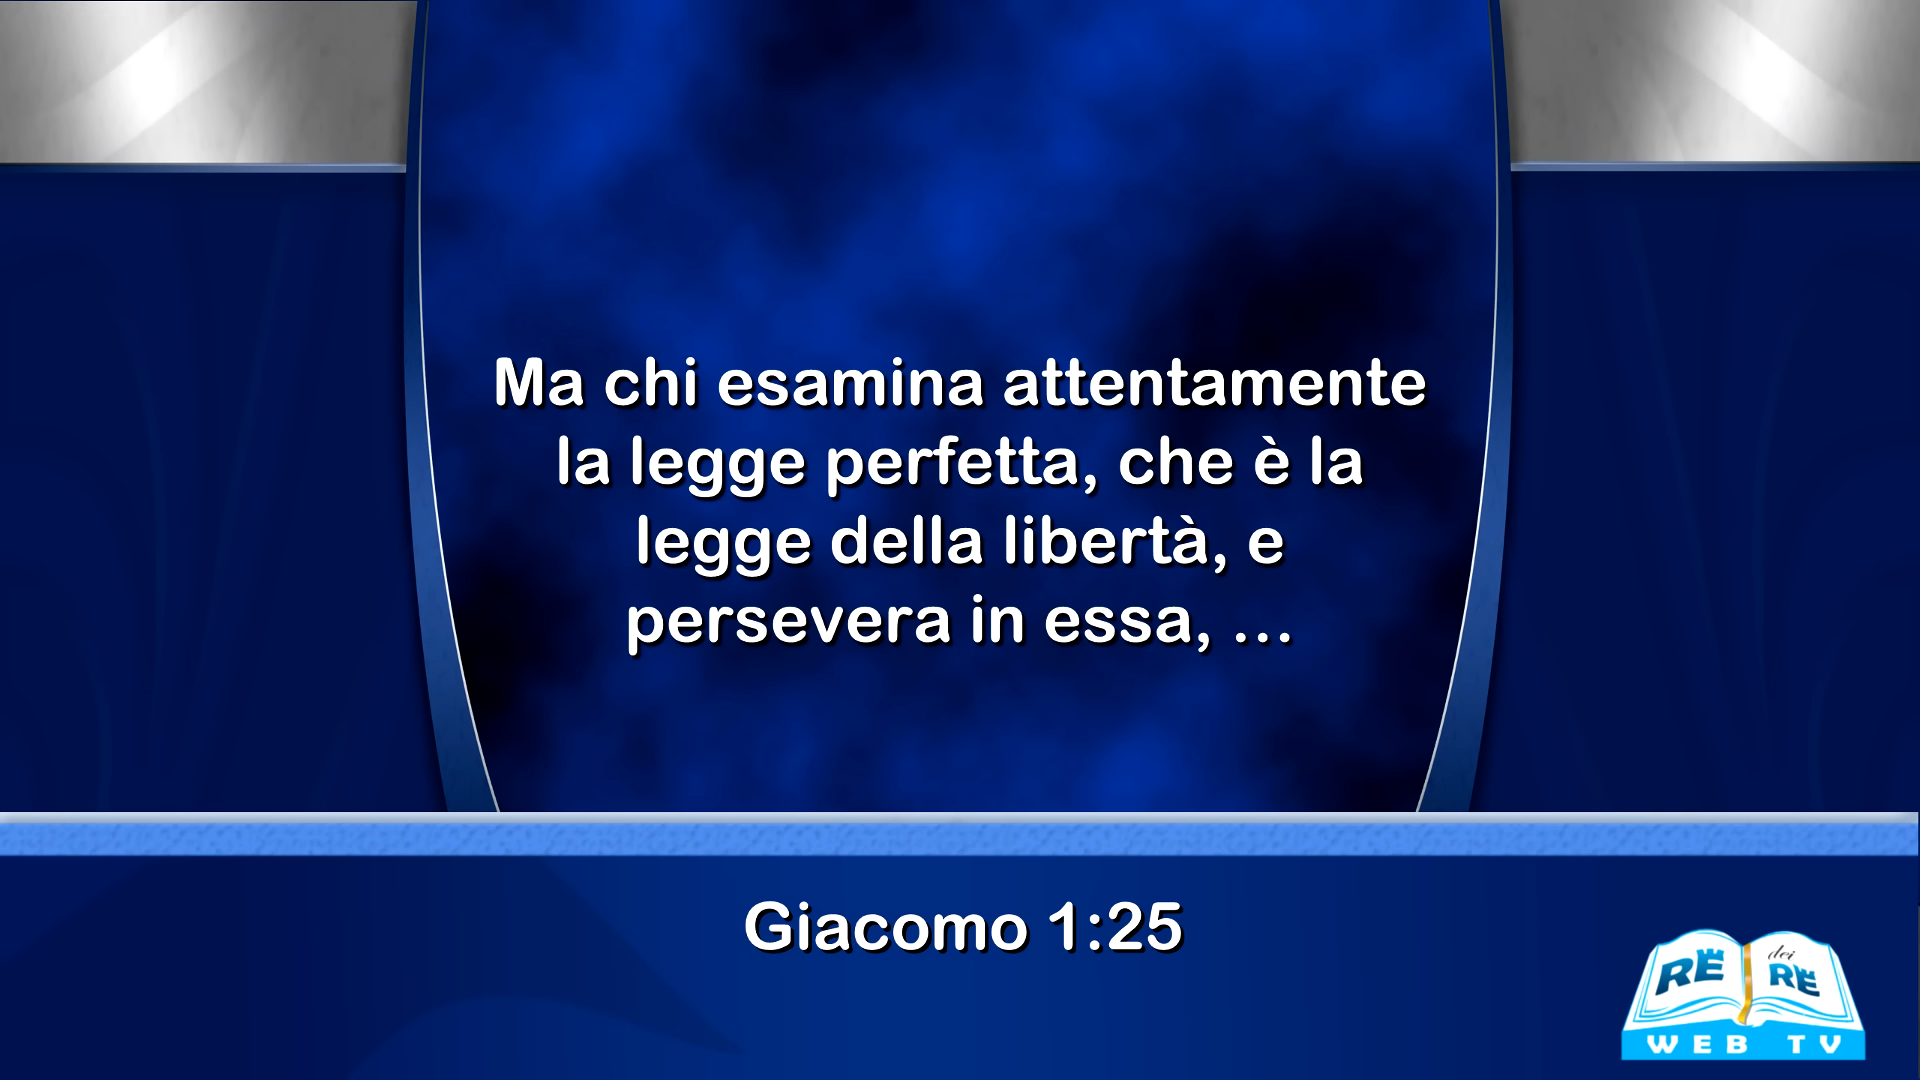 Ma chi esamina attentamente
la legge perfetta, che è la
legge della libertà, e
persevera in essa, …
Giacomo 1:25
RE dei RE
WEB TV